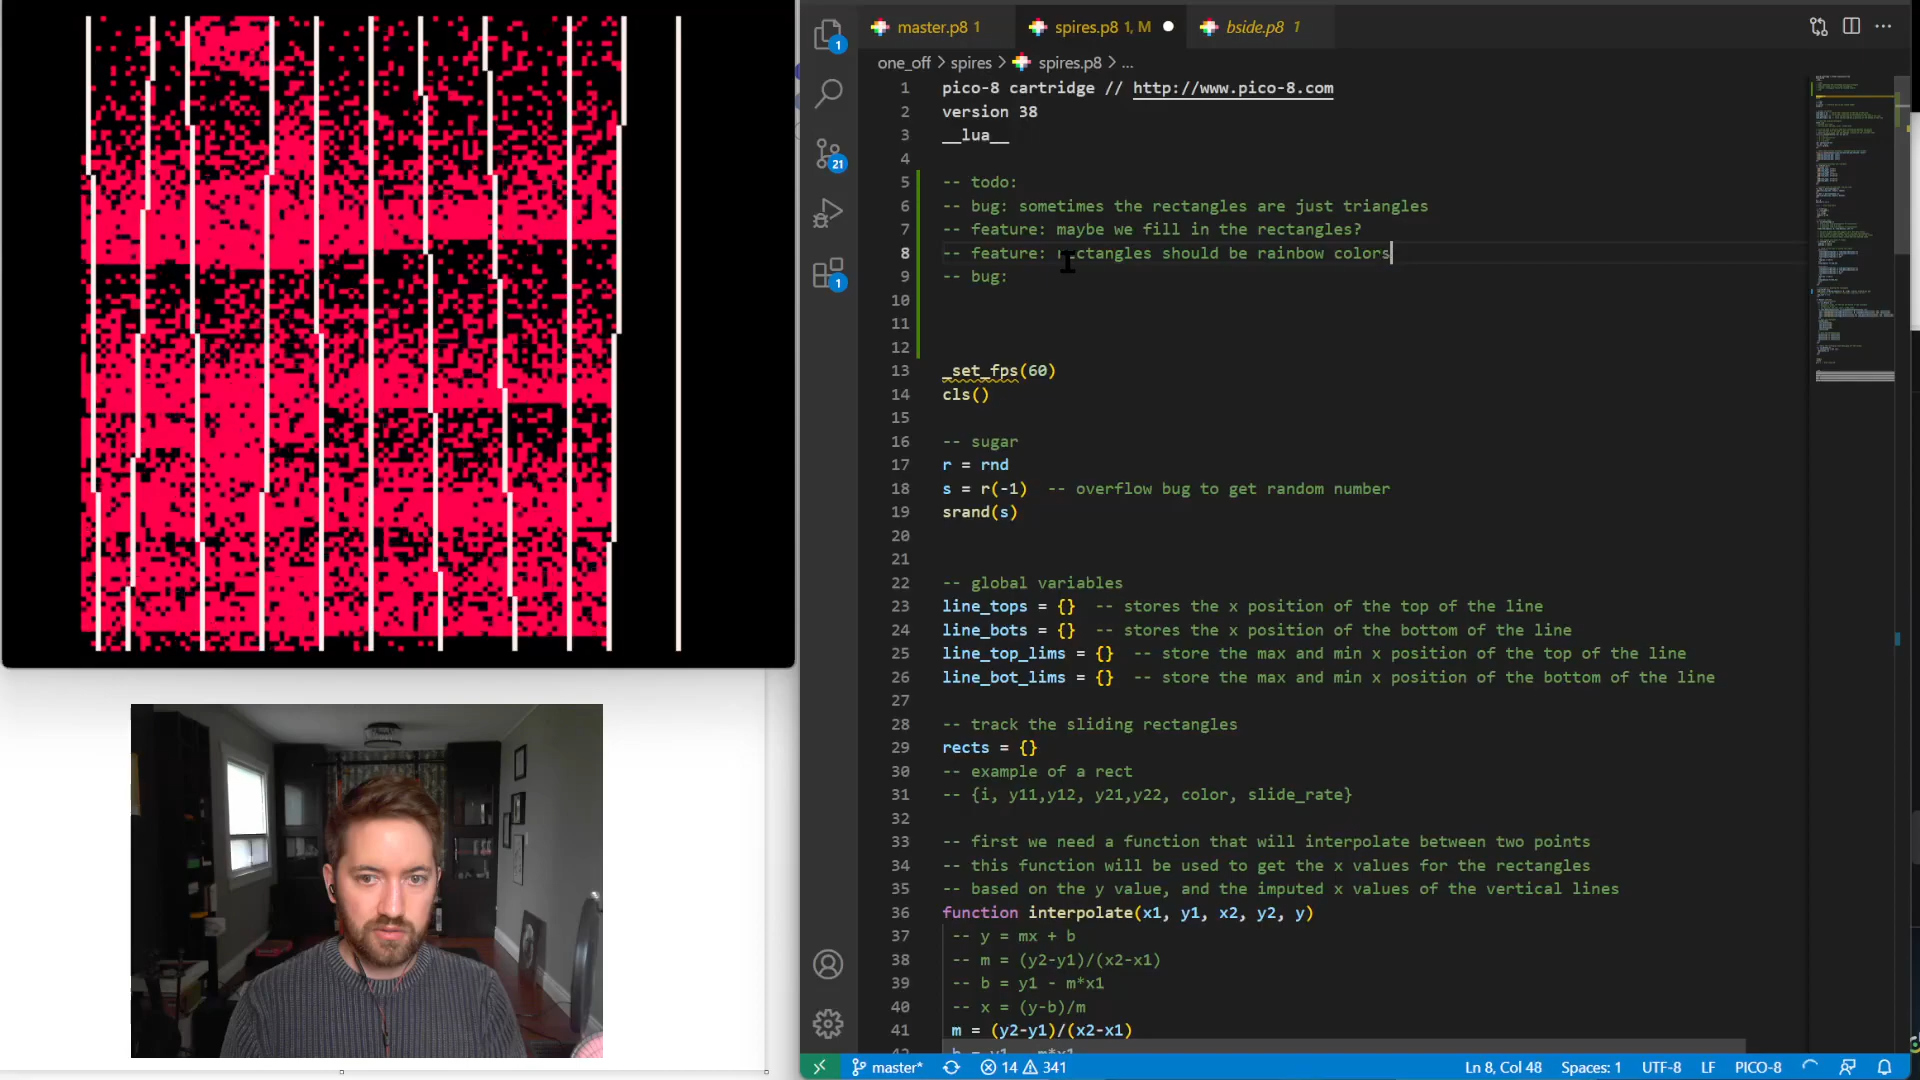 master.p8 1
spires.p8 1, M
bside.p8 1
one_off > spires > spires.p8 > ...
1 pico-8 cartridge // http://www.pico-8.com
2 version 38
3 __lua__
4
5 -- todo:
6 -- bug: sometimes the rectangles are just triangles
7 -- feature: maybe we fill in the rectangles?
8 -- feature: rectangles should be rainbow colors
9 -- bug:
10
11
12
13 _set_fps(60)
14 cls()
15
16 -- sugar
17 r = rnd
18 s = r(-1)  -- overflow bug to get random number
19 srand(s)
20
21
22 -- global variables
23 line_tops = {}  -- stores the x position of the top of the line
24 line_bots = {}  -- stores the x position of the bottom of the line
25 line_top_lims = {}  -- store the max and min x position of the top of the line
26 line_bot_lims = {}  -- store the max and min x position of the bottom of the line
27
28 -- track the sliding rectangles
29 rects = {}
30 -- example of a rect
31 -- {i, y11,y12, y21,y22, color, slide_rate}
32
33 -- first we need a function that will interpolate between two points
34 -- this function will be used to get the x values for the rectangles
35 -- based on the y value, and the imputed x values of the vertical lines
36 function interpolate(x1, y1, x2, y2, y)
37 -- y = mx + b
38 -- m = (y2-y1)/(x2-x1)
39 -- b = y1 - m*x1
40 -- x = (y-b)/m
41 m = (y2-y1)/(x2-x1)
1
21
1
master* 14 341
Ln 8, Col 48 Spaces: 1 UTF-8 LF PICO-8